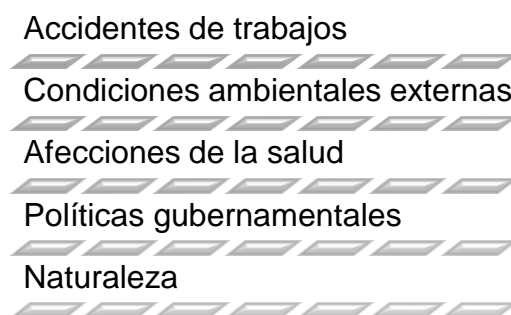 Accidentes de trabajos
Condiciones ambientales externas
Afecciones de la salud
Políticas gubernamentales
Naturaleza